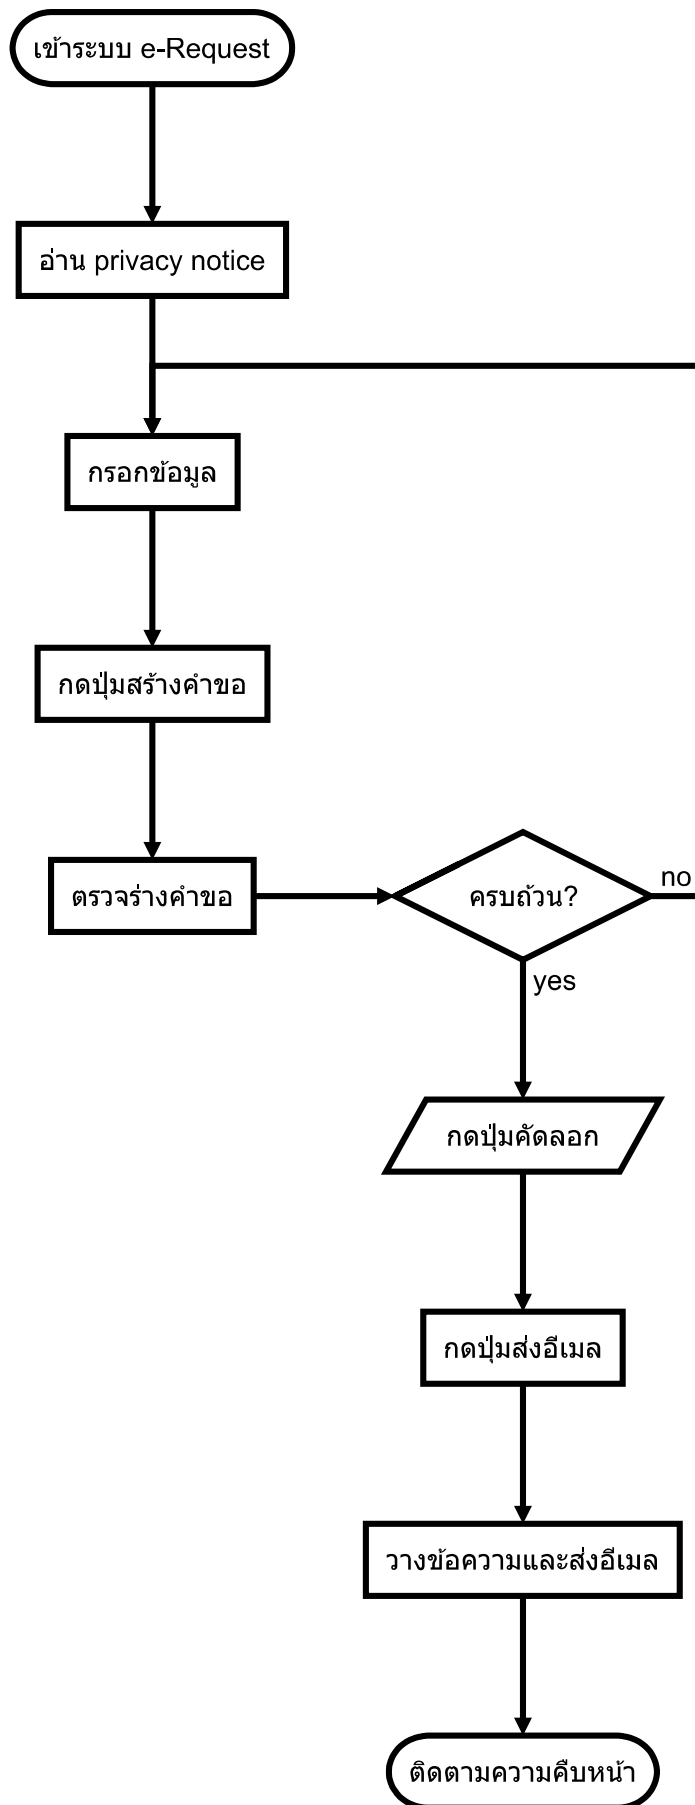 เข้าระบบ e-Request
อ่าน privacy notice
กรอกข้อมูล
กดปุ่มสร้างคำขอ
ตรวจร่างคำขอ
ครบถ้วน?
no
yes
กดปุ่มคัดลอก
กดปุ่มส่งอีเมล
วางข้อความและส่งอีเมล
ติดตามความคืบหน้า